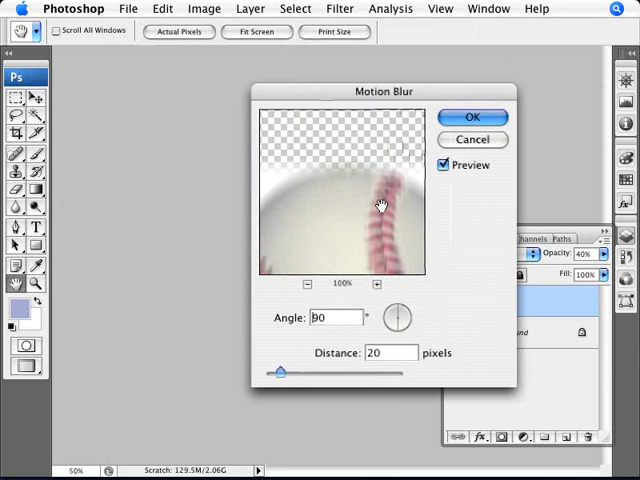 Photoshop File Edit Image Layer Select Filter Analysis View Window Help
Scroll All Windows Actual Pixels Fit Screen Print Size
Ps
Motion Blur
OK
Cancel
Preview
100%
Angle: 90 °
Distance: 20 pixels
Channels Paths
Opacity: 40%
Fill: 100%
fx
50% Scratch: 129.5M/2.06G